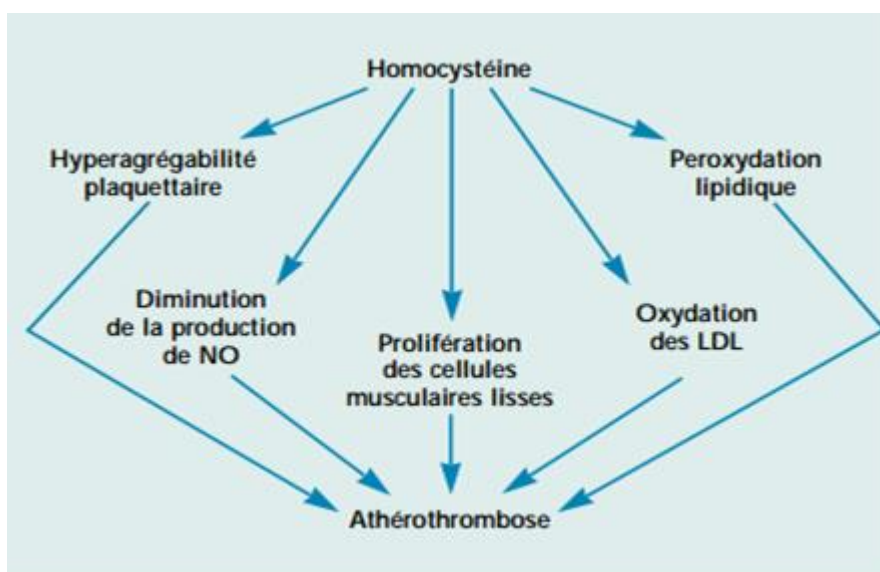 Homocystéine
Hyperagrégabilité
plaquettaire
Peroxydation
lipidique
Diminution
de la production
de NO
Prolifération
des cellules
musculaires lisses
Oxydation
des LDL
Athérothrombose